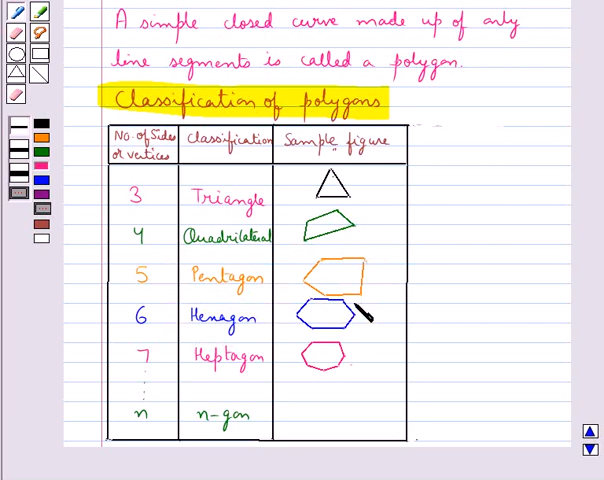 A simple closed curve made up of only
line segments is called a polygon.
Classification of polygons
No. of Sides or vertices Classification Sample figure
3 Triangle
4 Quadrilateral
5 Pentagon
6 Hexagon
7 Heptagon
n n-gon